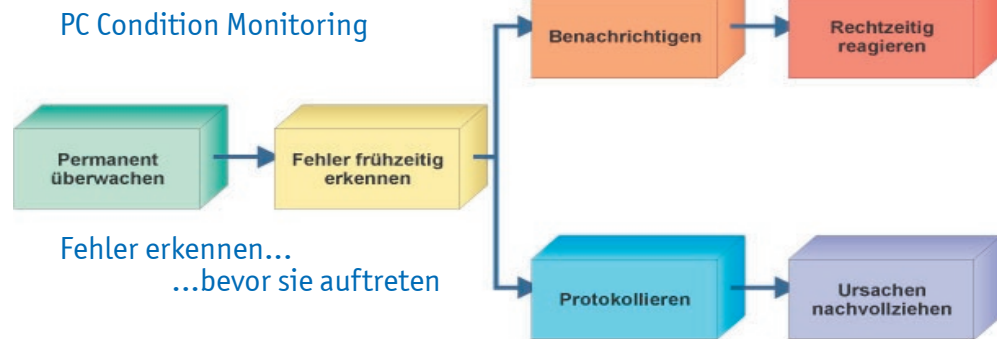 PC Condition Monitoring
Benachrichtigen
Rechtzeitig
reagieren
Permanent
überwachen
Fehler frühzeitig
erkennen
Fehler erkennen...
...bevor sie auftreten
Protokollieren
Ursachen
nachvollziehen